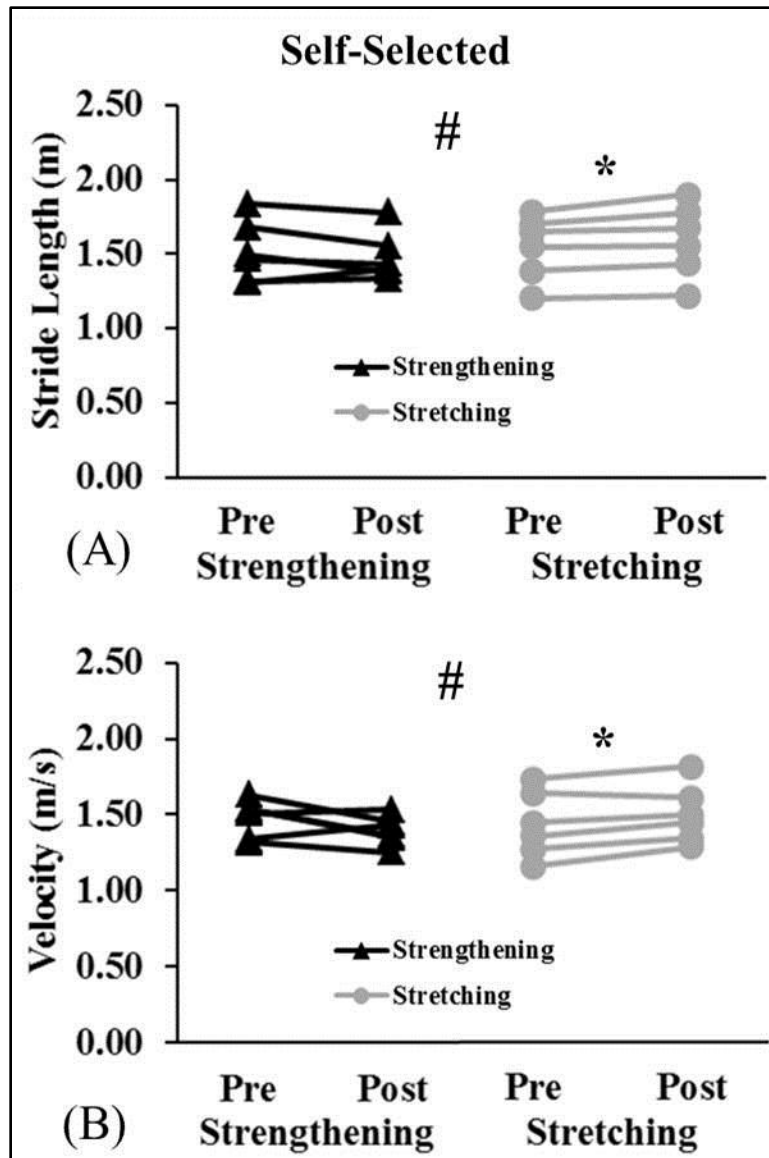 Self-Selected
2.50
#
*
2.00
1.50
1.00
0.50
0.00
Stride Length (m)
Strengthening
Stretching
Pre Post Pre Post
(A) Strengthening Stretching
2.50
#
*
2.00
1.50
1.00
0.50
0.00
Velocity (m/s)
Strengthening
Stretching
Pre Post Pre Post
(B) Strengthening Stretching